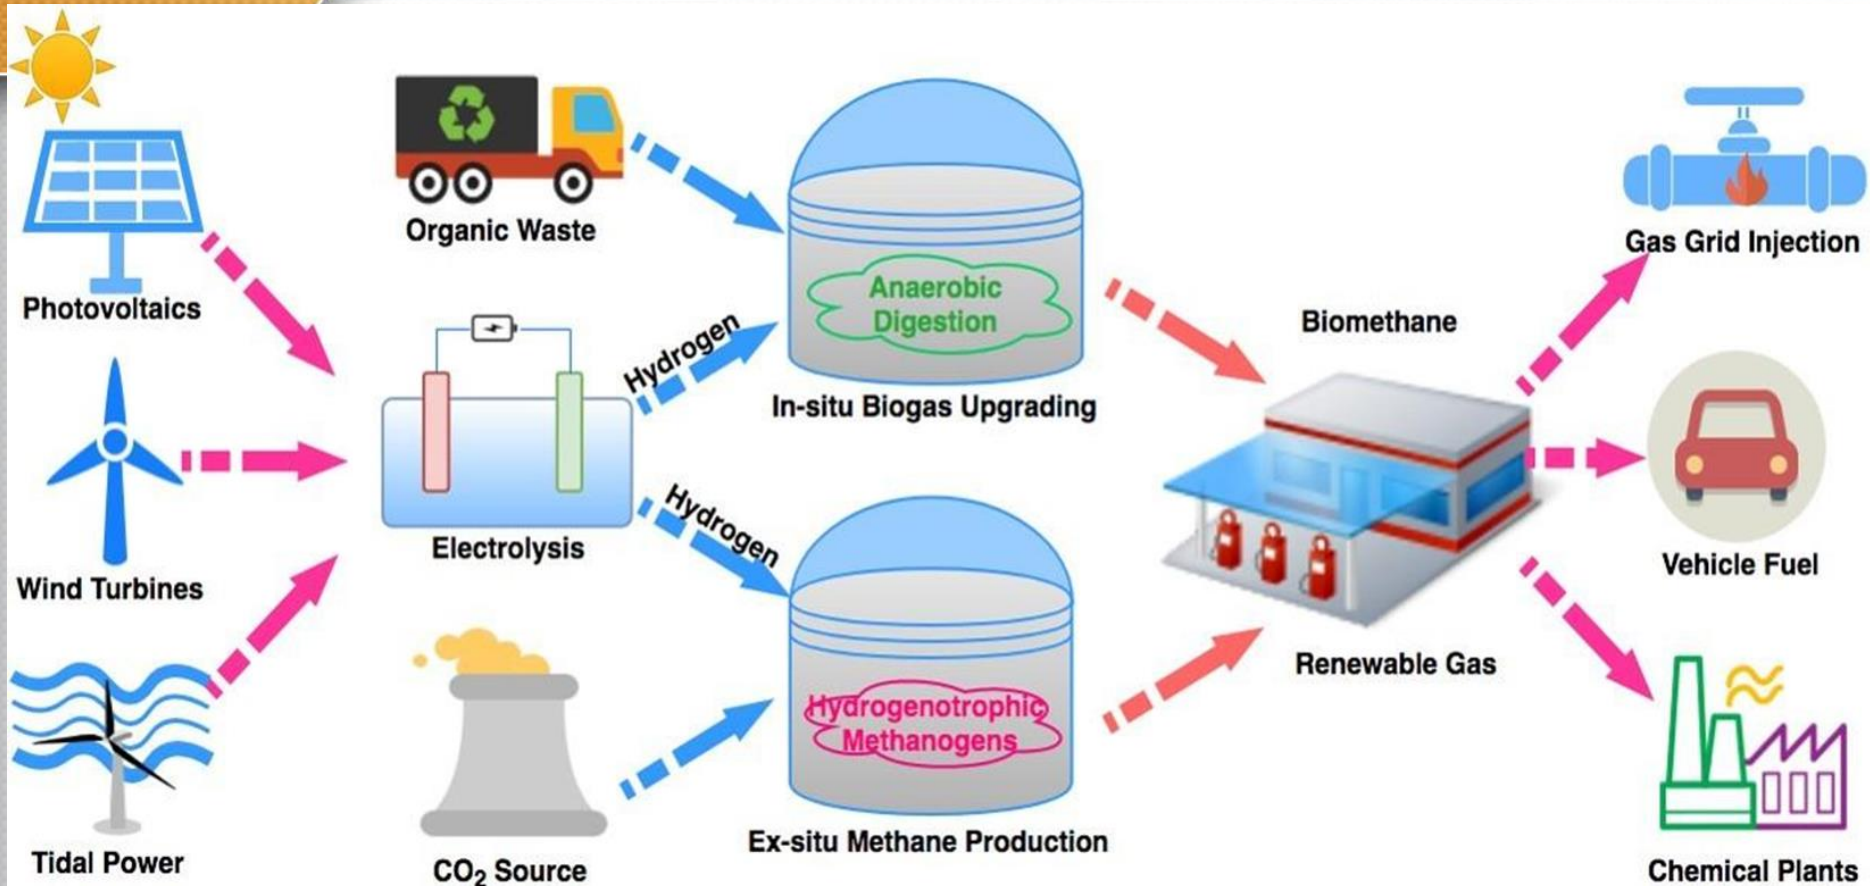 Photovoltaics
Wind Turbines
Tidal Power
Organic Waste
Electrolysis
CO₂ Source
Hydrogen
Hydrogen
Anaerobic
Digestion
In-situ Biogas Upgrading
Hydrogenotrophic
Methanogens
Ex-situ Methane Production
Biomethane
Renewable Gas
Gas Grid Injection
Vehicle Fuel
Chemical Plants